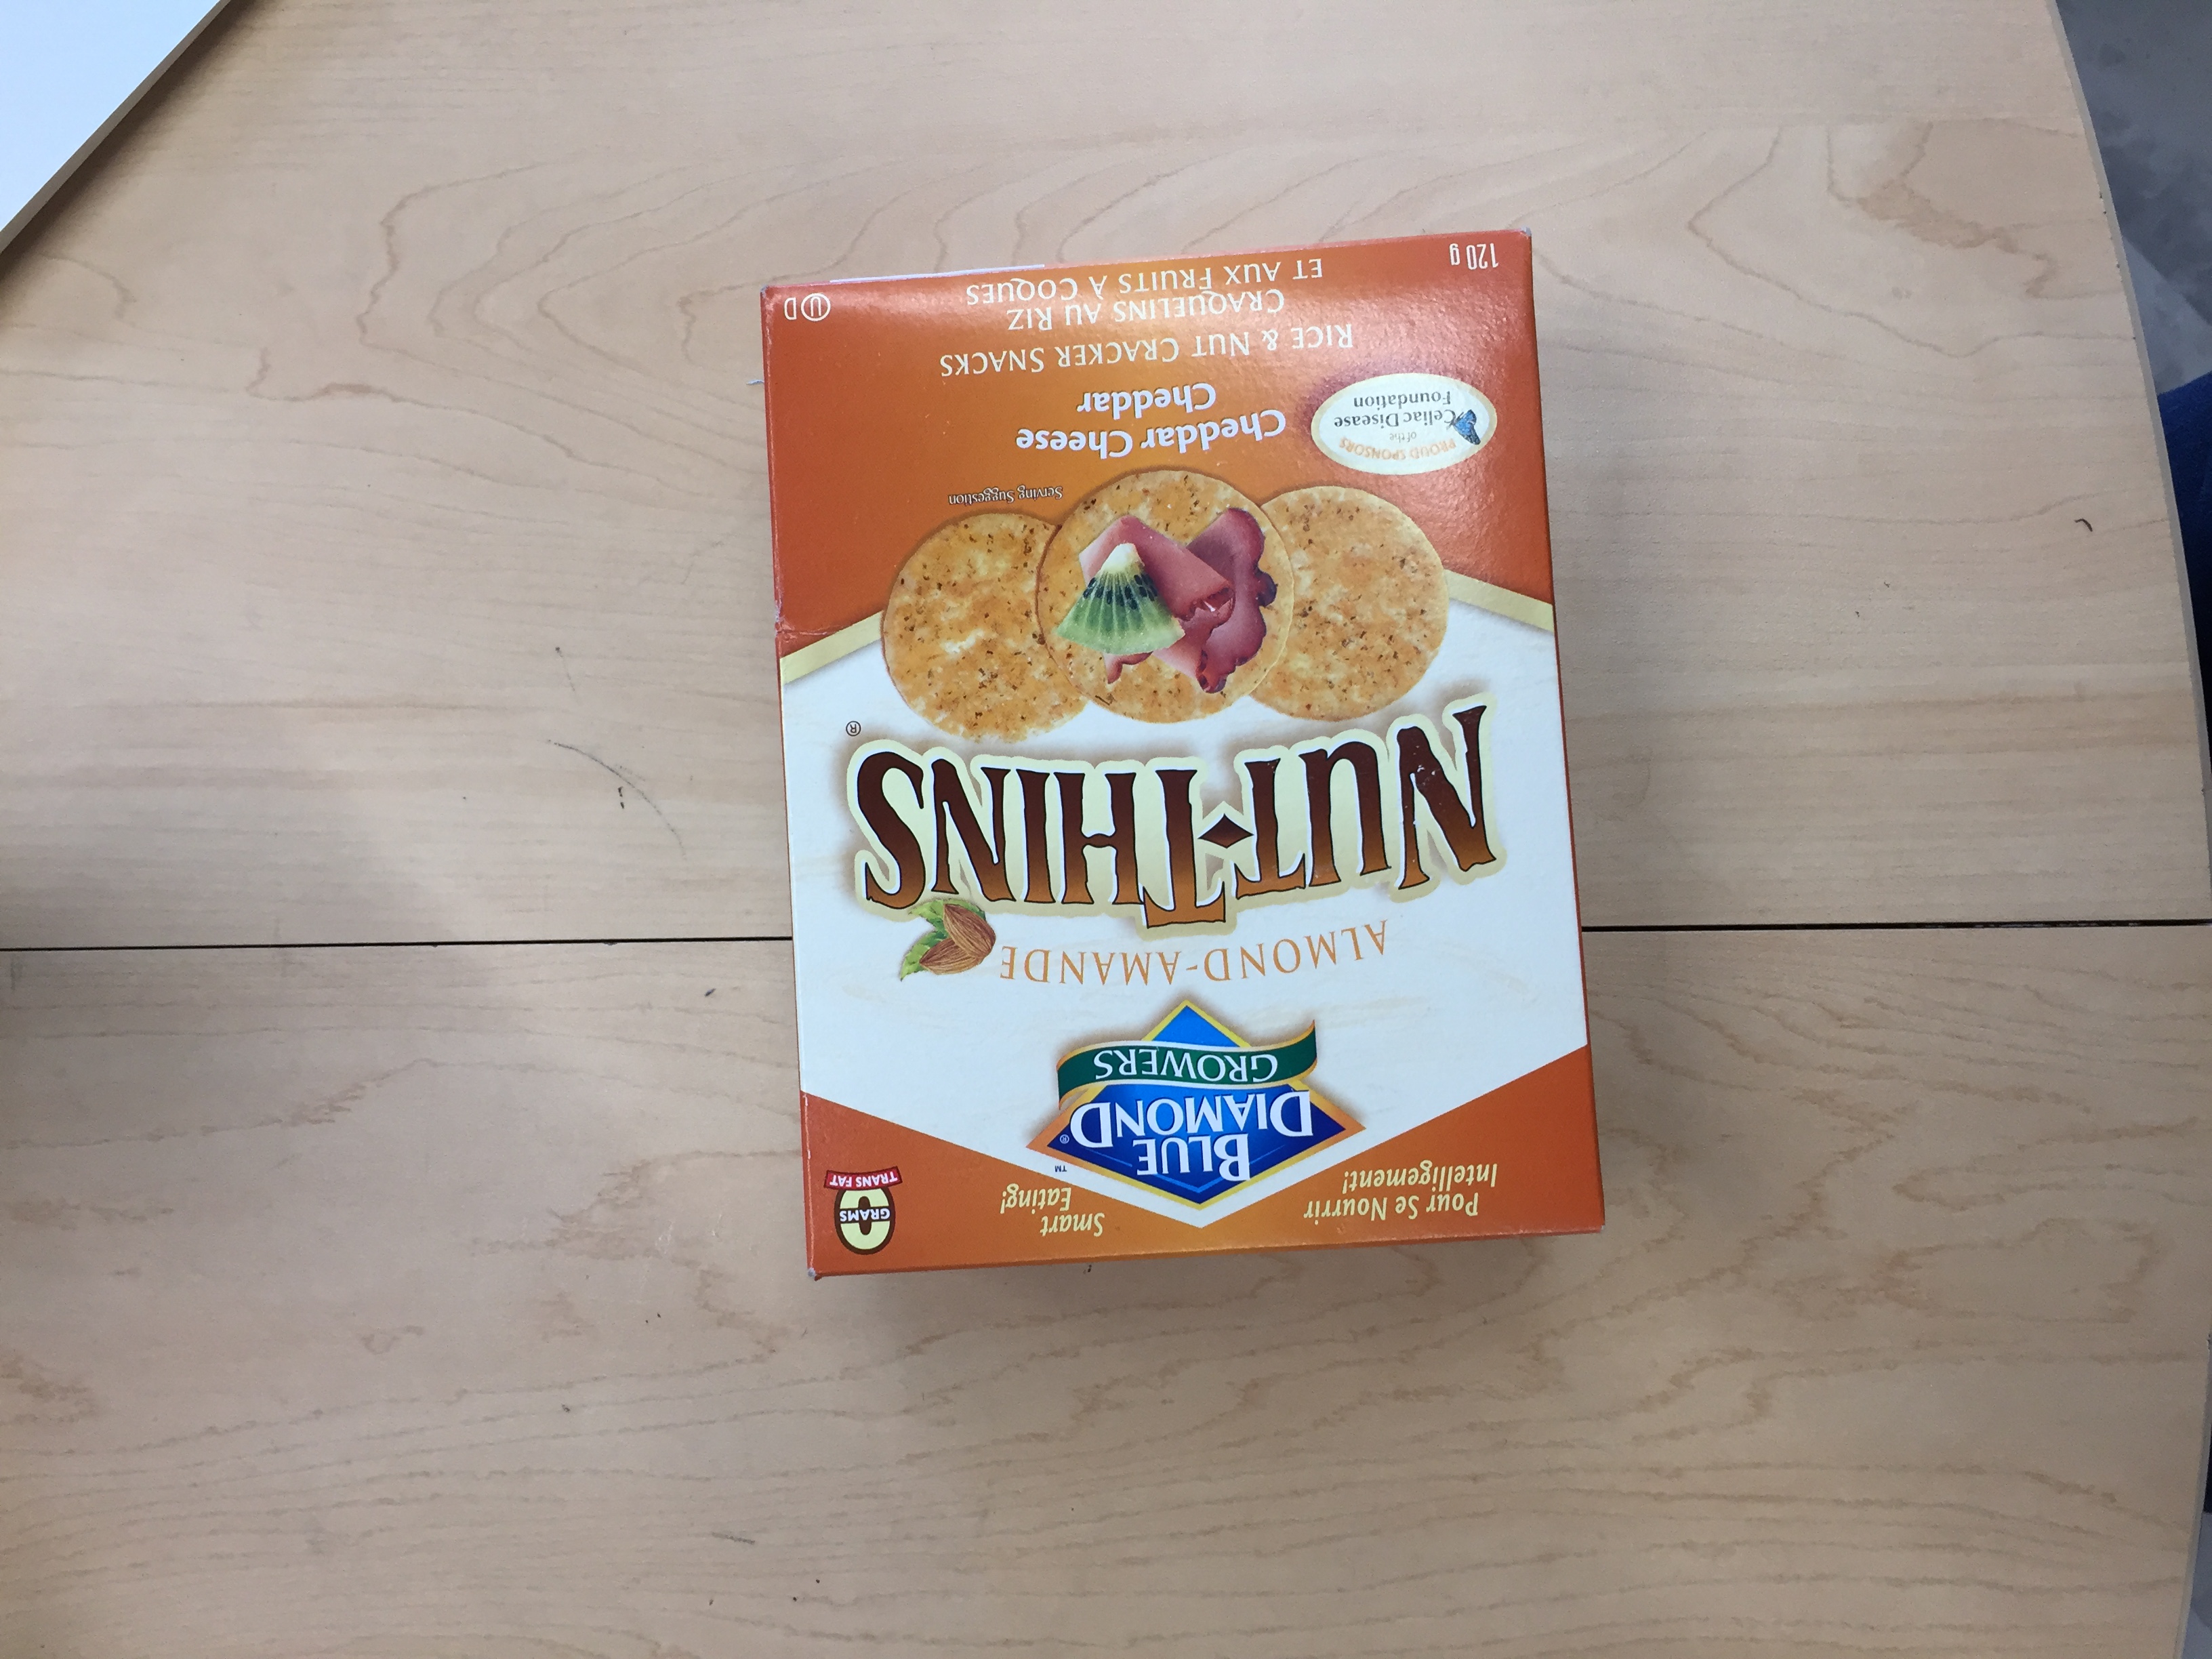 Pour Se Nourrir
Intelligement!
Smart
Eating!
0
GRAMS
TRANS FAT
BLUE
DIAMOND®
™
GROWERS
ALMOND-AMANDE
NUT-THINS
®
Serving Suggestion
PROUD SPONSORS
of the
Celiac Disease
Foundation
Cheddar Cheese
Cheddar
RICE & NUT CRACKER SNACKS
CRAQUELINS AU RIZ
ET AUX FRUITS À COQUES
120 g
U D